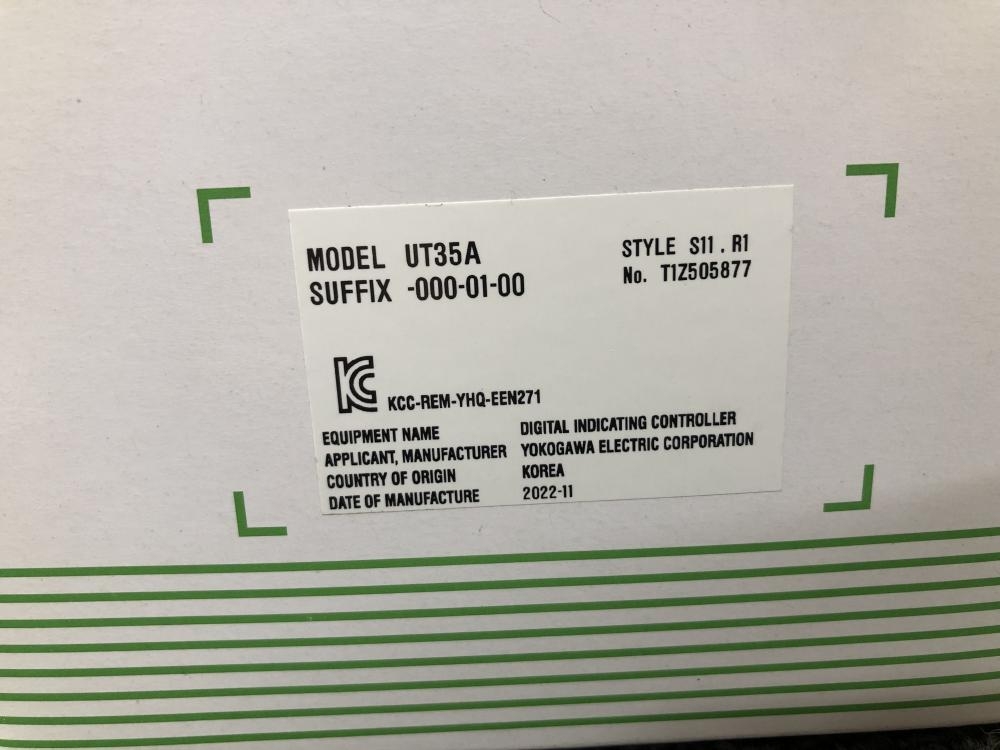 MODEL UT35A
SUFFIX -000-01-00
STYLE S11 . R1
No. T1Z505877
KC
KCC-REM-YHQ-EEN271
EQUIPMENT NAME DIGITAL INDICATING CONTROLLER
APPLICANT, MANUFACTURER YOKOGAWA ELECTRIC CORPORATION
COUNTRY OF ORIGIN KOREA
DATE OF MANUFACTURE 2022-11